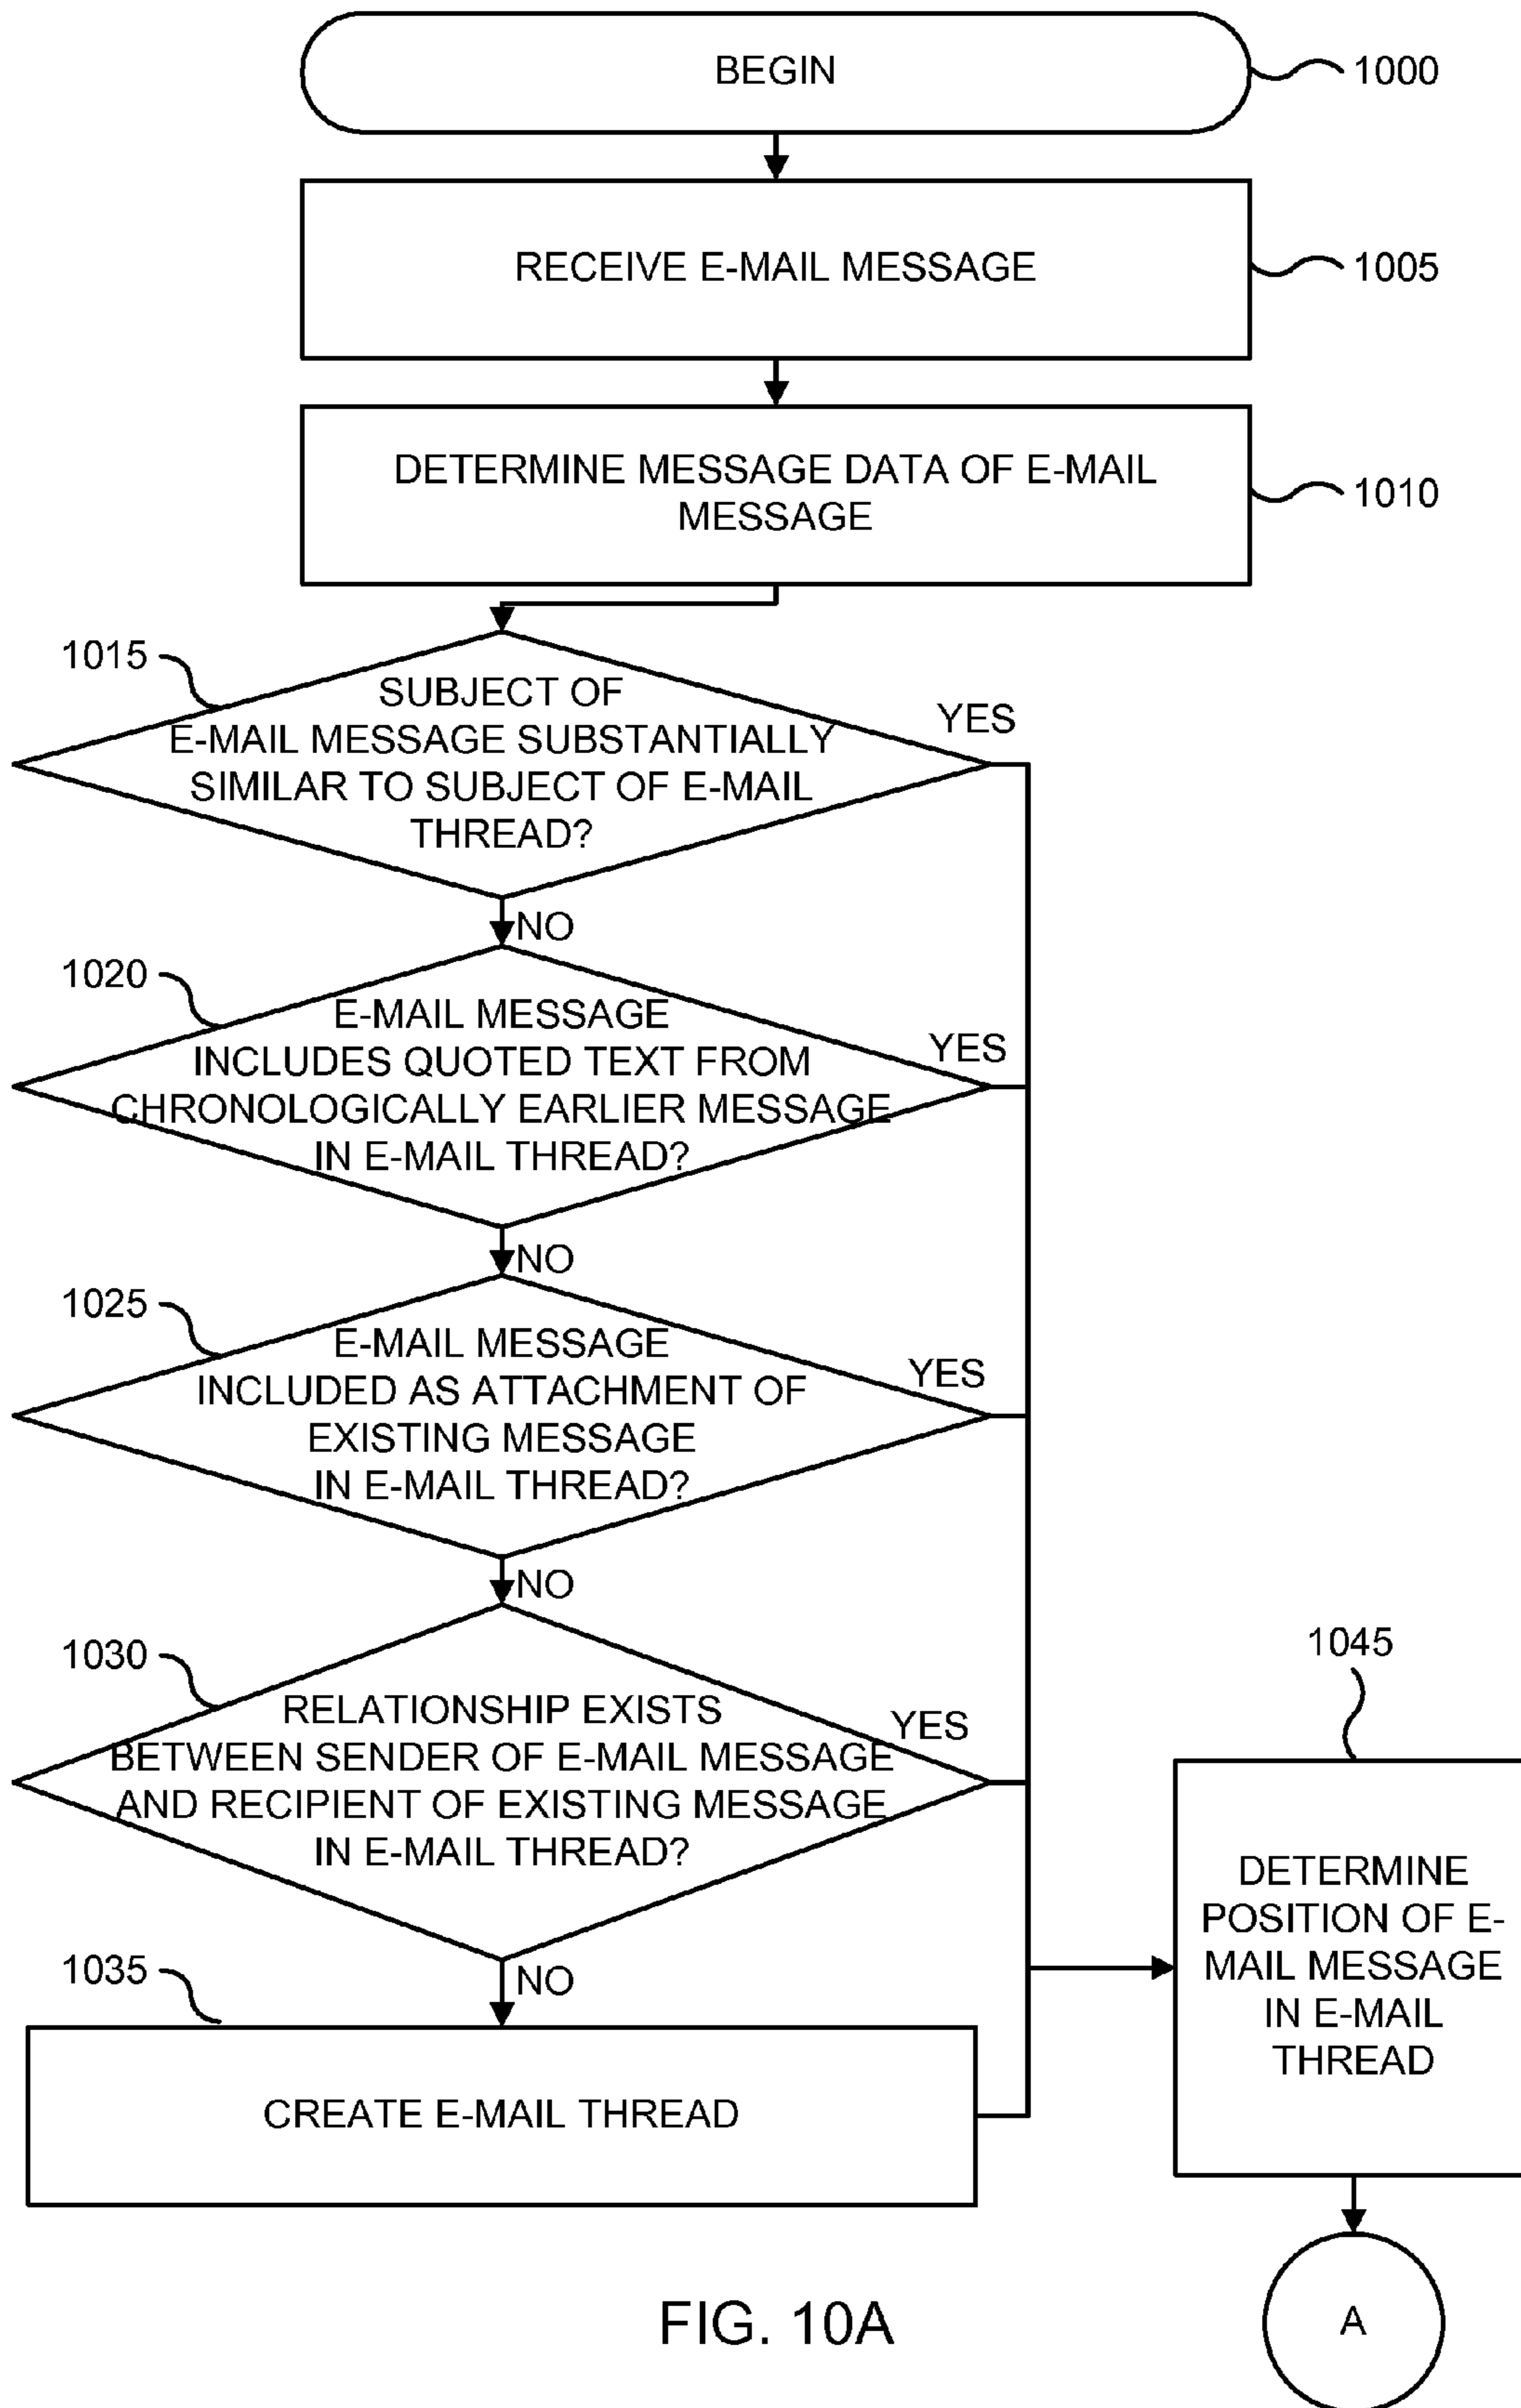 BEGIN
1000
RECEIVE E-MAIL MESSAGE
1005
DETERMINE MESSAGE DATA OF E-MAIL
MESSAGE
1010
1015
SUBJECT OF
E-MAIL MESSAGE SUBSTANTIALLY
SIMILAR TO SUBJECT OF E-MAIL
THREAD?
YES
NO
1020
E-MAIL MESSAGE
INCLUDES QUOTED TEXT FROM
CHRONOLOGICALLY EARLIER MESSAGE
IN E-MAIL THREAD?
YES
NO
1025
E-MAIL MESSAGE
INCLUDED AS ATTACHMENT OF
EXISTING MESSAGE
IN E-MAIL THREAD?
YES
NO
1030
RELATIONSHIP EXISTS
BETWEEN SENDER OF E-MAIL MESSAGE
AND RECIPIENT OF EXISTING MESSAGE
IN E-MAIL THREAD?
YES
NO
1035
CREATE E-MAIL THREAD
1045
DETERMINE
POSITION OF E-
MAIL MESSAGE
IN E-MAIL
THREAD
A
FIG. 10A